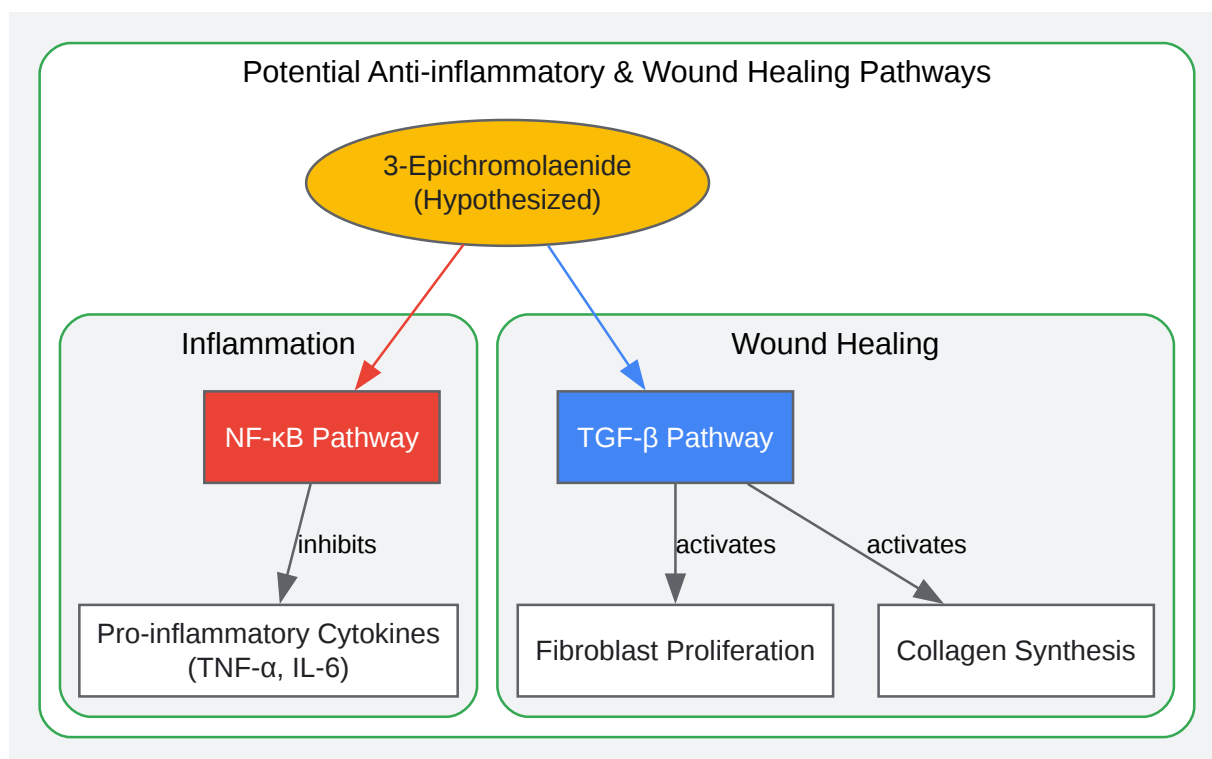 Potential Anti-inflammatory & Wound Healing Pathways
3-Epichromolaenide
(Hypothesized)
Inflammation
Wound Healing
NF-κB Pathway
TGF-β Pathway
inhibits
activates
activates
Pro-inflammatory Cytokines
(TNF-α, IL-6)
Fibroblast Proliferation
Collagen Synthesis